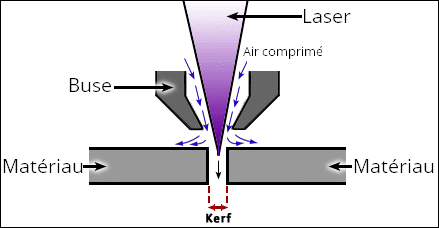 Laser
Air comprimé
Buse
Matériau
Matériau
Kerf